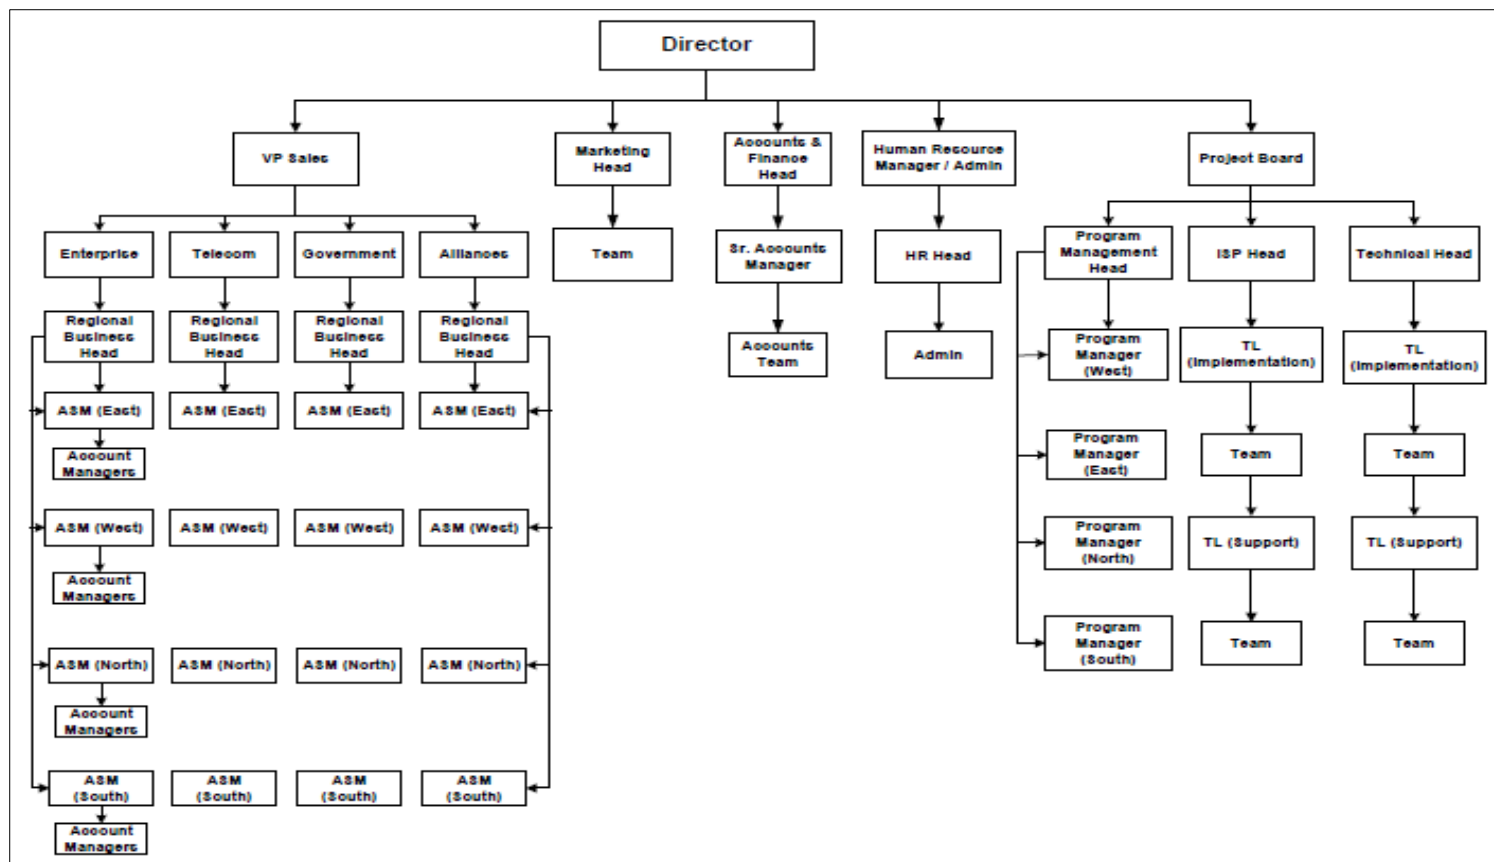 Director
VP Sales
Marketing
Head
Accounts &
Finance
Head
Human Resource
Manager / Admin
Project Board
Enterprise
Telecom
Government
Alliances
Team
Sr. Accounts
Manager
HR Head
Program
Management
Head
ISP Head
Technical Head
Regional
Business
Head
Regional
Business
Head
Regional
Business
Head
Regional
Business
Head
Accounts
Team
Admin
Program
Manager
(West)
TL
(Implementation)
TL
(Implementation)
ASM (East)
ASM (East)
ASM (East)
ASM (East)
Account
Managers
Program
Manager
(East)
Team
Team
ASM (West)
ASM (West)
ASM (West)
ASM (West)
Account
Managers
Program
Manager
(North)
TL (Support)
TL (Support)
ASM (North)
ASM (North)
ASM (North)
ASM (North)
Account
Managers
Program
Manager
(South)
Team
Team
ASM
(South)
ASM
(South)
ASM
(South)
ASM
(South)
Account
Managers